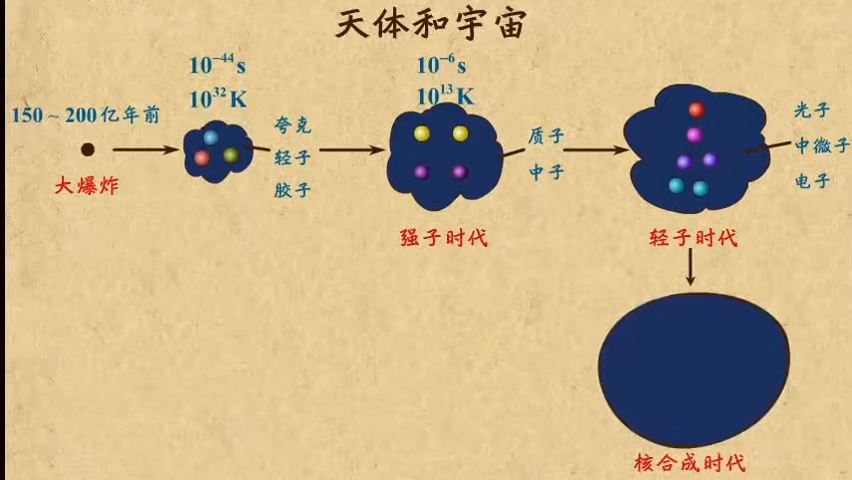 天体和宇宙
10⁻⁴⁴s
10³²K
10⁻⁶s
10¹³K
150~200亿年前
大爆炸
夸克
轻子
胶子
质子
中子
强子时代
光子
中微子
电子
轻子时代
核合成时代